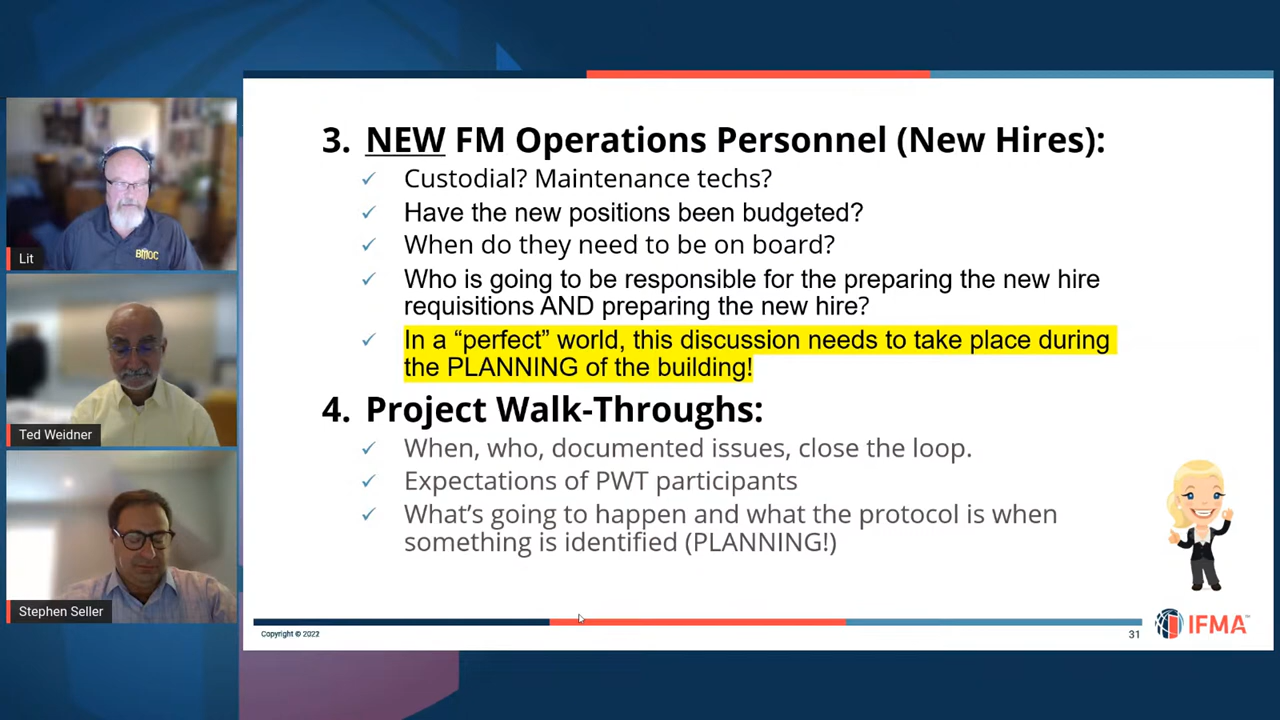 BMOC
Lit
Ted Weidner
Stephen Seller
3. NEW FM Operations Personnel (New Hires):
✓ Custodial? Maintenance techs?
✓ Have the new positions been budgeted?
✓ When do they need to be on board?
✓ Who is going to be responsible for the preparing the new hire
requisitions AND preparing the new hire?
✓ In a “perfect” world, this discussion needs to take place during
the PLANNING of the building!
4. Project Walk-Throughs:
✓ When, who, documented issues, close the loop.
✓ Expectations of PWT participants
✓ What’s going to happen and what the protocol is when
something is identified (PLANNING!)
Copyright © 2022
31
IFMA™